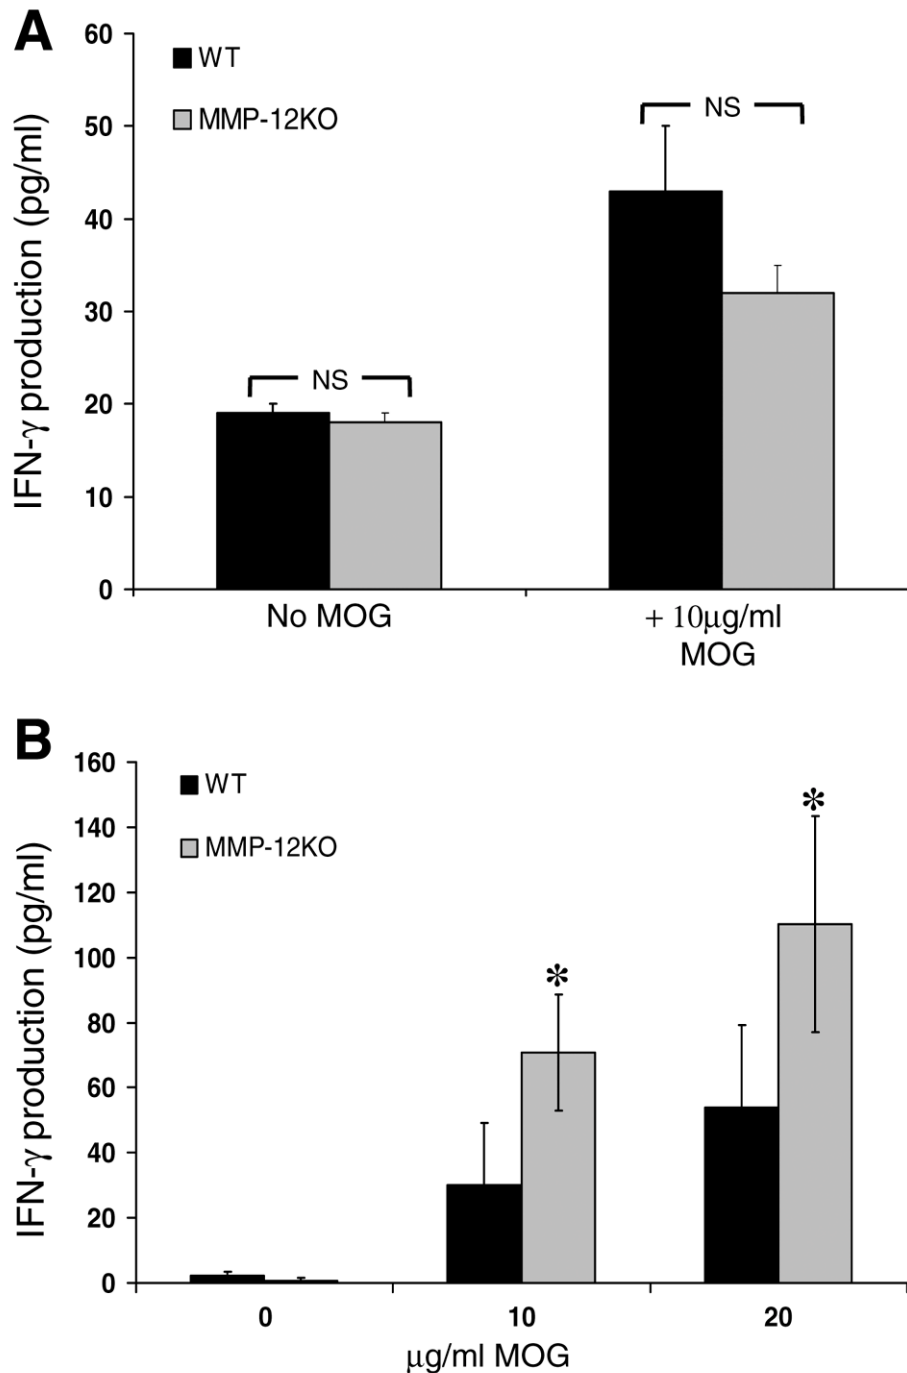 A
60
50
40
30
20
10
0
IFN-γ production (pg/ml)
WT
MMP-12KO
NS
NS
No MOG
+ 10μg/ml
MOG
B
160
140
120
100
80
60
40
20
0
IFN-γ production (pg/ml)
WT
MMP-12KO
*
*
0
10
20
μg/ml MOG